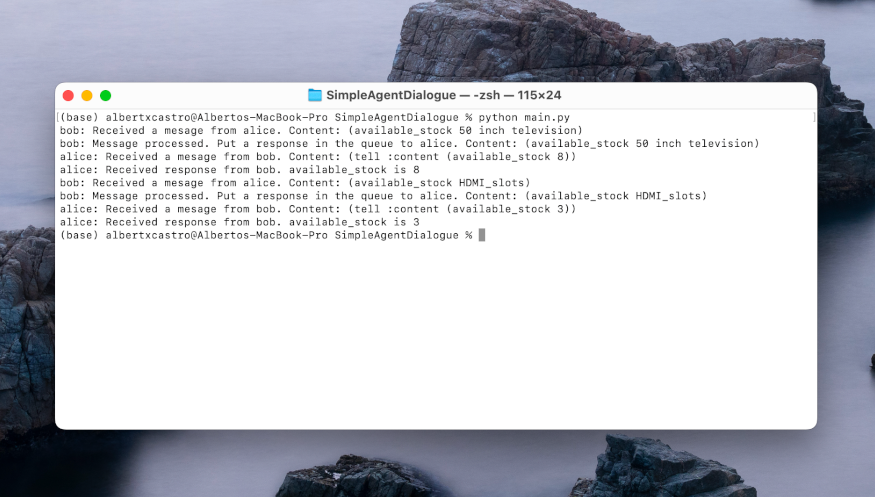 SimpleAgentDialogue — -zsh — 115×24
[(base) albertxcastro@Albertos-MacBook-Pro SimpleAgentDialogue % python main.py ]
bob: Received a mesage from alice. Content: (available_stock 50 inch television)
bob: Message processed. Put a response in the queue to alice. Content: (available_stock 50 inch television)
alice: Received a mesage from bob. Content: (tell :content (available_stock 8))
alice: Received response from bob. available_stock is 8
bob: Received a mesage from alice. Content: (available_stock HDMI_slots)
bob: Message processed. Put a response in the queue to alice. Content: (available_stock HDMI_slots)
alice: Received a mesage from bob. Content: (tell :content (available_stock 3))
alice: Received response from bob. available_stock is 3
(base) albertxcastro@Albertos-MacBook-Pro SimpleAgentDialogue %